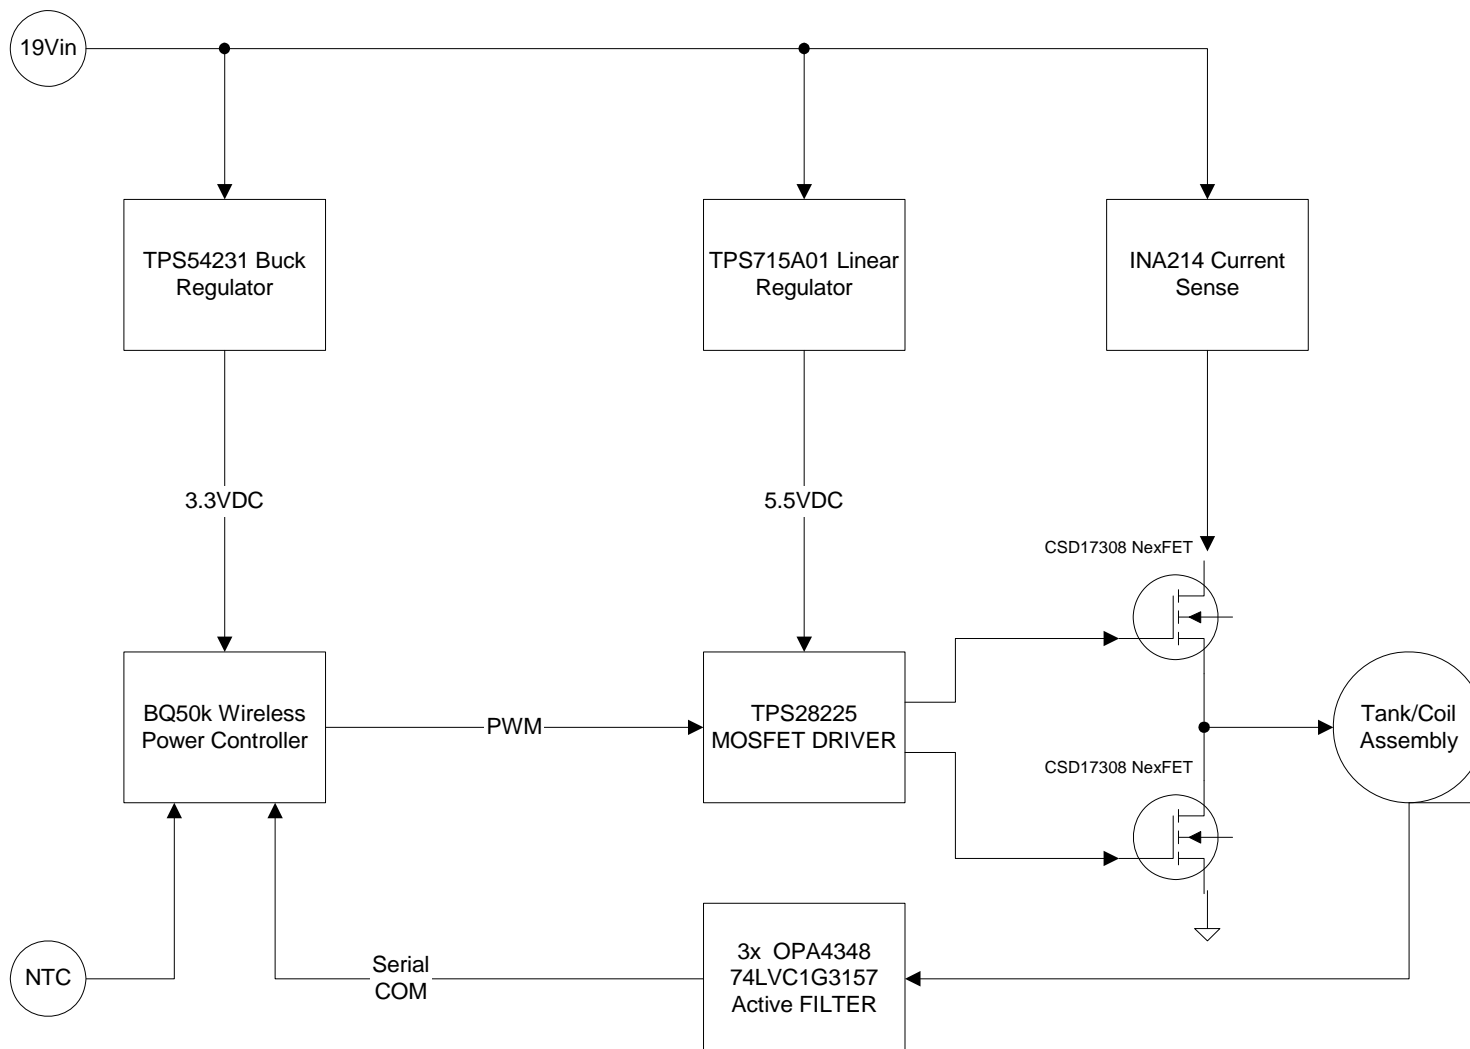 19Vin
TPS54231 Buck
Regulator
TPS715A01 Linear
Regulator
INA214 Current
Sense
3.3VDC
5.5VDC
CSD17308 NexFET
BQ50k Wireless
Power Controller
PWM
TPS28225
MOSFET DRIVER
Tank/Coil
Assembly
CSD17308 NexFET
NTC
Serial
COM
3x OPA4348
74LVC1G3157
Active FILTER